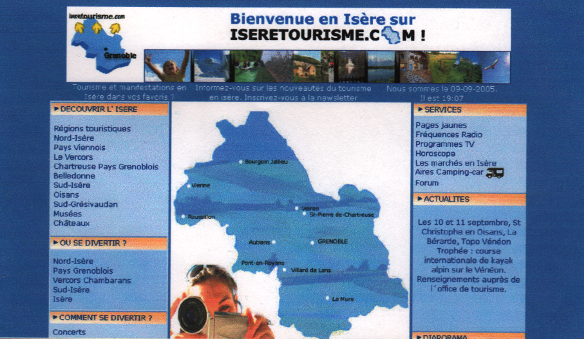 iseretourisme.com
Grenoble
Bienvenue en Isère sur
ISERETOURISME.COM !
Tourisme et manifestations en
Isère dans vos favoris ?
Informez-vous sur les nouveautés du tourisme
en isère. Inscrivez-vous a la newsletter
Nous sommes le 09-09-2005.
Il est 19:07
DECOUVRIR L' ISERE
Régions touristiques
Nord-Isère
Pays Viennois
Le Vercors
Chartreuse Pays Grenoblois
Belledonne
Sud-Isère
Oisans
Sud-Grésivaudan
Musées
Châteaux
OU SE DIVERTIR ?
Nord-Isère
Pays Grenoblois
Vercors Chambarans
Sud-Isère
Isère
COMMENT SE DIVERTIR ?
Concerts
Bourgoin Jallieu
Vienne
Roussillon
Voiron
St-Pierre-de-Chartreuse
Autrans
GRENOBLE
Pont-en-Royans
Villard de Lans
La Mure
SERVICES
Pages jaunes
Fréquences Radio
Programmes TV
Horoscope
Les marchés en Isère
Aires Camping-car
Forum
ACTUALITES
Les 10 et 11 septembre, St
Christophe en Oisans, La
Bérarde, Topo Vénéon
Trophée : course
internationale de kayak
alpin sur le Vénéon.
Renseignements auprès de
l'office de tourisme.
DIAPORAMA